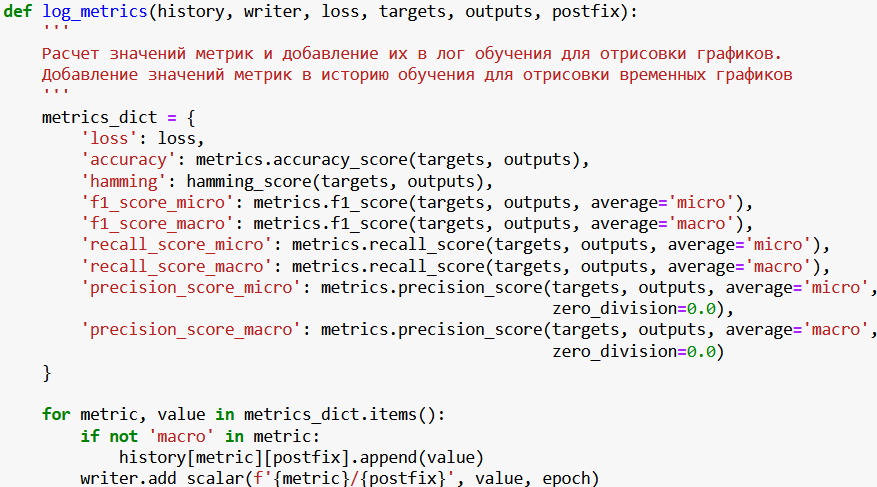 def log_metrics(history, writer, loss, targets, outputs, postfix):
    '''
    Расчет значений метрик и добавление их в лог обучения для отрисовки графиков.
    Добавление значений метрик в историю обучения для отрисовки временных графиков
    '''
    metrics_dict = {
        'loss': loss,
        'accuracy': metrics.accuracy_score(targets, outputs),
        'hamming': hamming_score(targets, outputs),
        'f1_score_micro': metrics.f1_score(targets, outputs, average='micro'),
        'f1_score_macro': metrics.f1_score(targets, outputs, average='macro'),
        'recall_score_micro': metrics.recall_score(targets, outputs, average='micro'),
        'recall_score_macro': metrics.recall_score(targets, outputs, average='macro'),
        'precision_score_micro': metrics.precision_score(targets, outputs, average='micro',
                                                         zero_division=0.0),
        'precision_score_macro': metrics.precision_score(targets, outputs, average='macro',
                                                         zero_division=0.0)
    }
    for metric, value in metrics_dict.items():
        if not 'macro' in metric:
            history[metric][postfix].append(value)
        writer.add_scalar(f'{metric}/{postfix}', value, epoch)